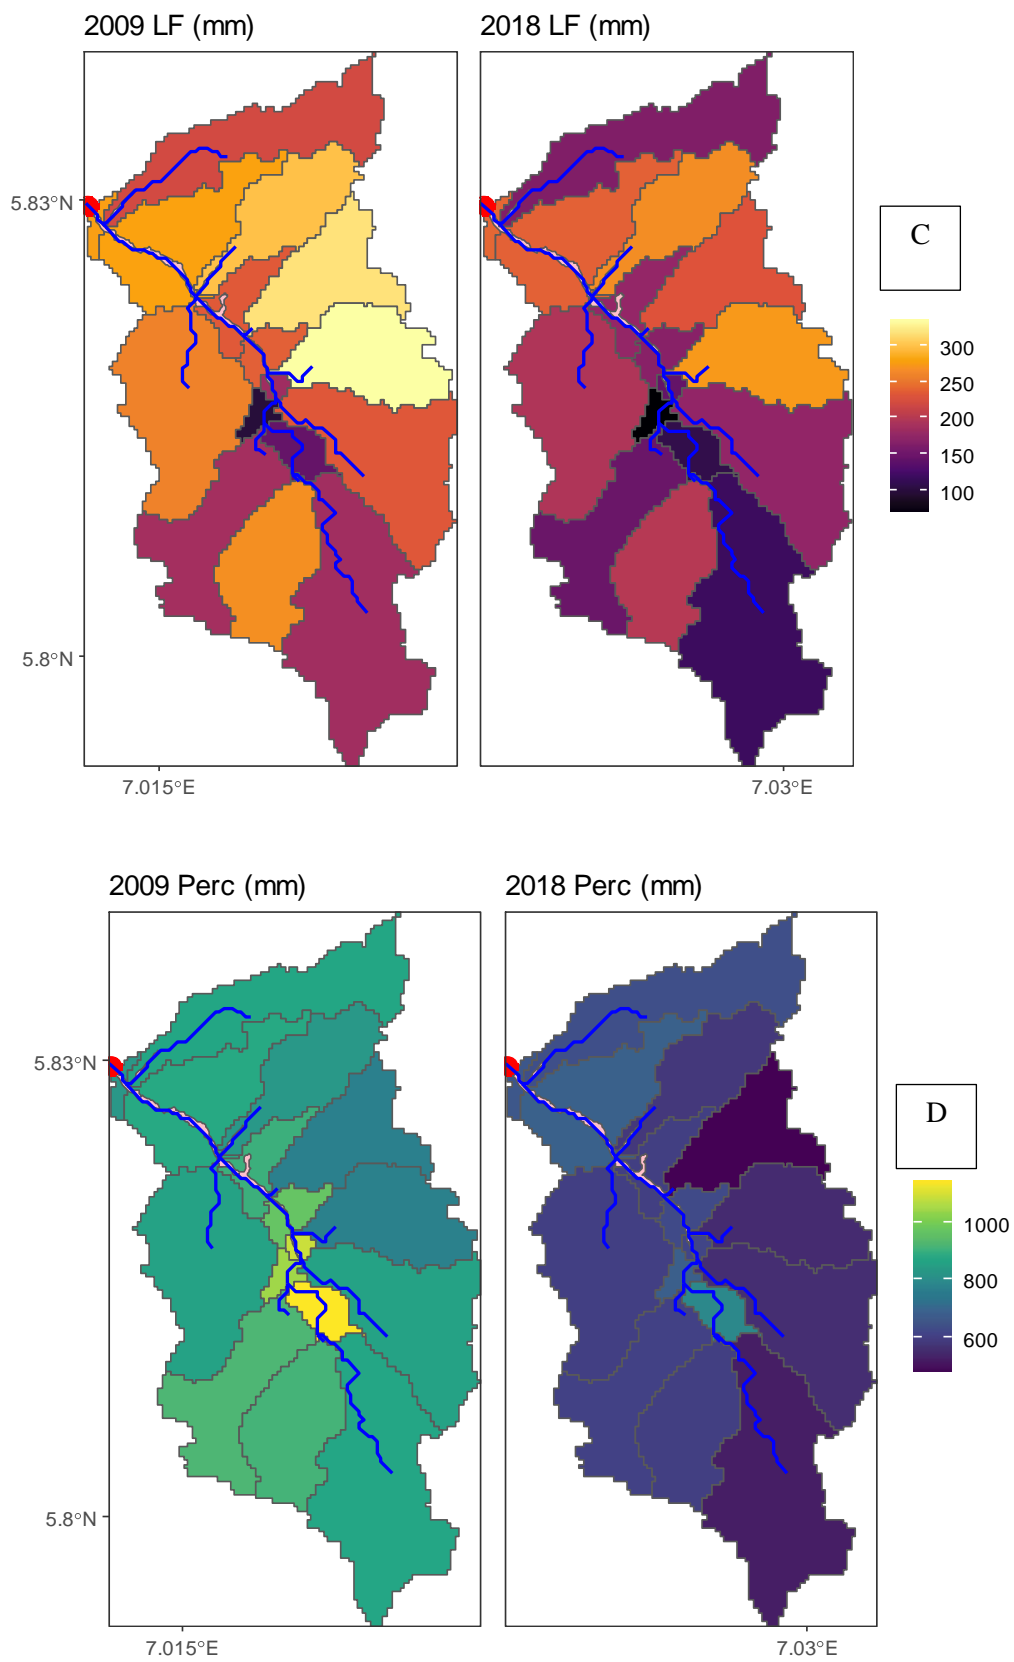 2009 LF (mm)
2018 LF (mm)
5.83°N
5.8°N
7.015°E
7.03°E
C
300
250
200
150
100
2009 Perc (mm)
2018 Perc (mm)
5.83°N
5.8°N
7.015°E
7.03°E
D
1000
800
600